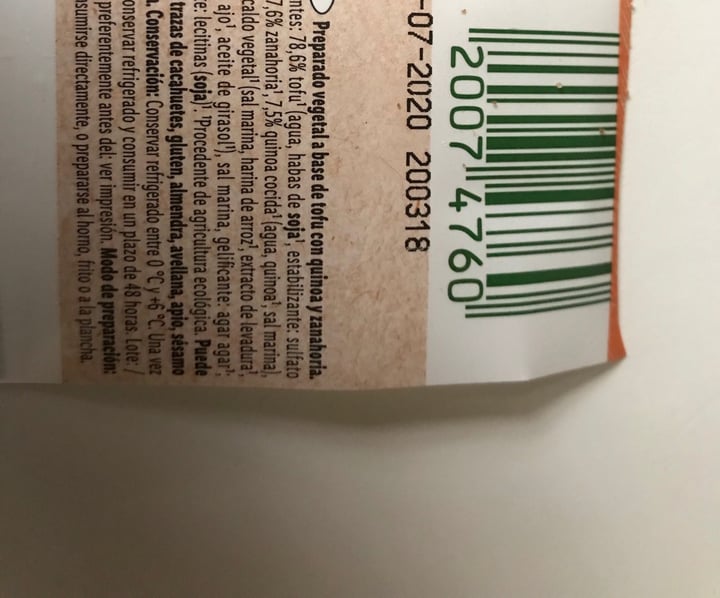 Preparado vegetal a base de tofu con quinoa y zanahoria.
ntes: 78,6% tofu¹ (agua, habas de soja¹, estabilizante: sulfato
7,6% zanahoria¹, 7,5% quinoa cocida¹ (agua, quinoa¹, sal marina),
caldo vegetal¹ (sal marina, harina de arroz¹, extracto de levadura¹,
ajo¹, aceite de girasol¹), sal marina, gelificante: agar agar¹,
e: lecitinas (soja). ¹Procedente de agricultura ecológica. Puede
trazas de cacahuetes, gluten, almendra, avellana, apio, sésamo
a. Conservación: Conservar refrigerado entre 0 ºC y +6 ºC. Una vez
onservar refrigerado y consumir en un plazo de 48 horas. Lote: /
preferentemente antes del: ver impresión. Modo de preparación:
sumirse directamente, o prepararse al horno, frito o a la plancha.
-07-2020 200318
2007 4760